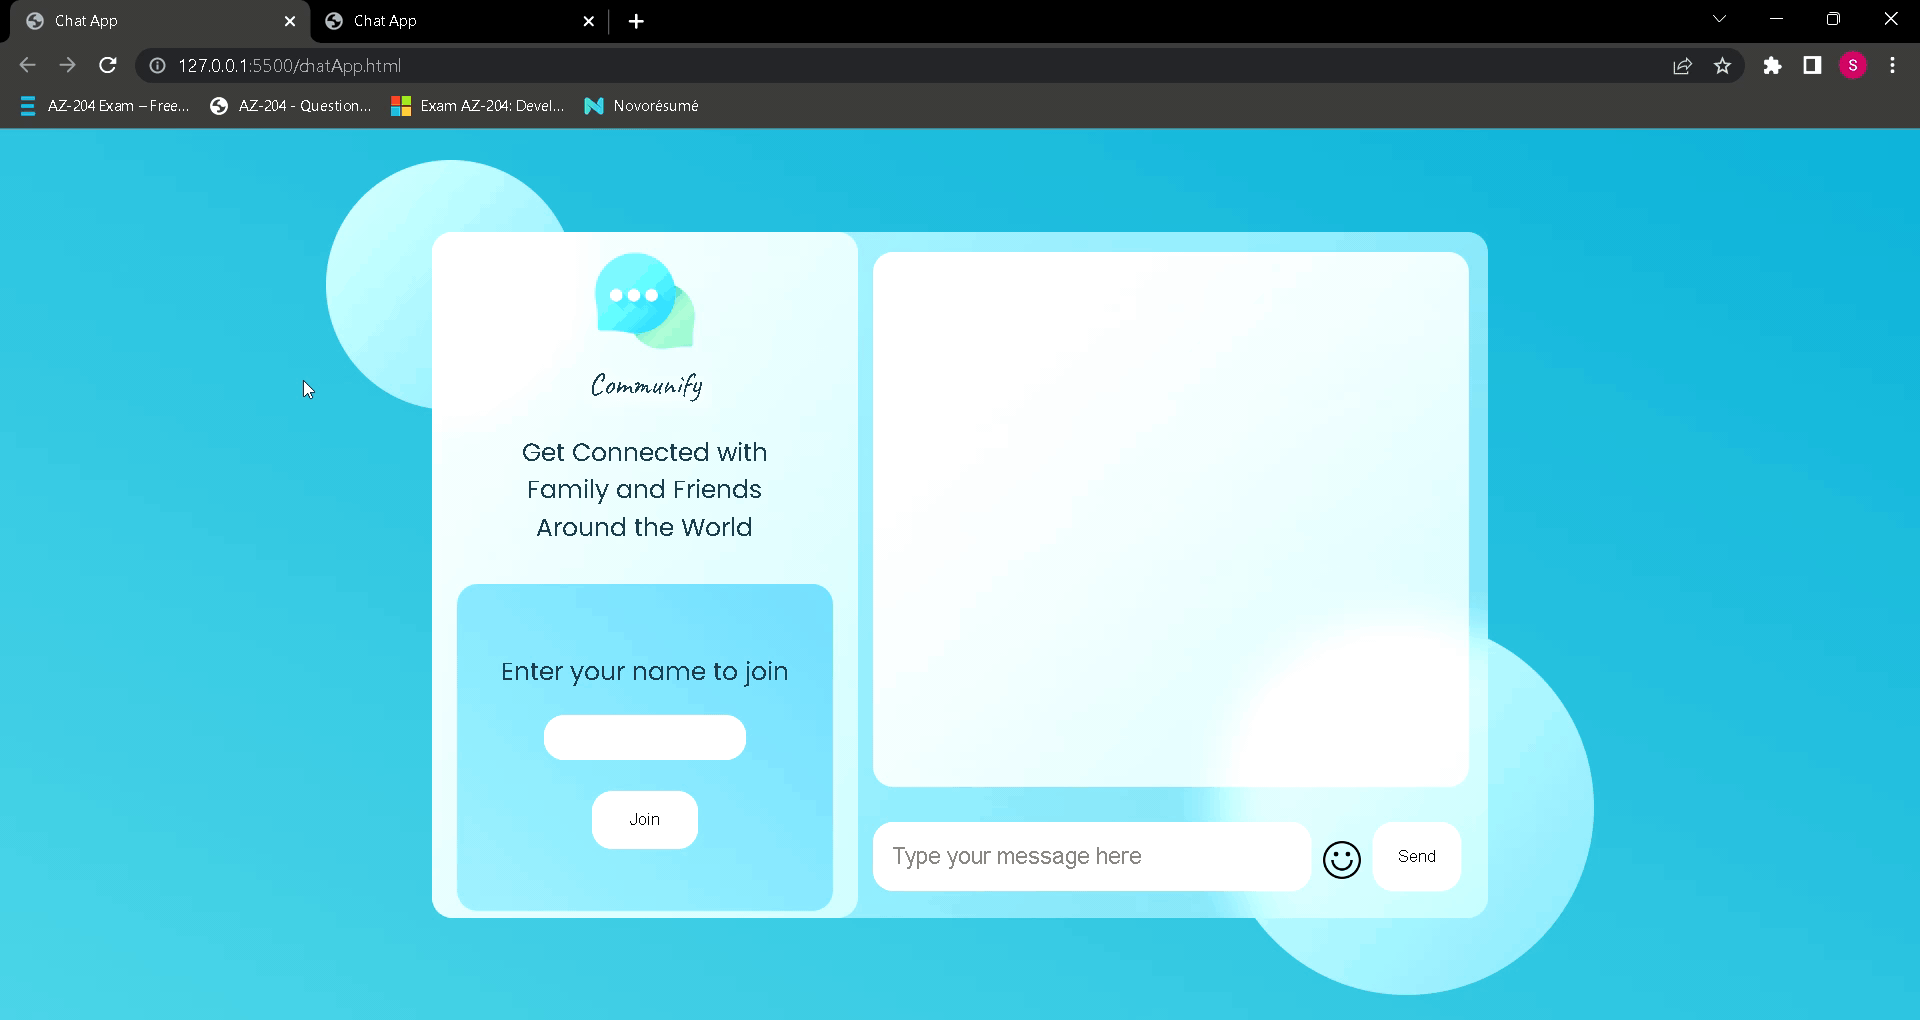 Chat App
Chat App
127.0.0.1:5500/chatApp.html
S
AZ-204 Exam – Free...
AZ-204 - Question...
Exam AZ-204: Devel...
Novorésumé
Communify
Get Connected with
Family and Friends
Around the World
Enter your name to join
Join
Type your message here
Send